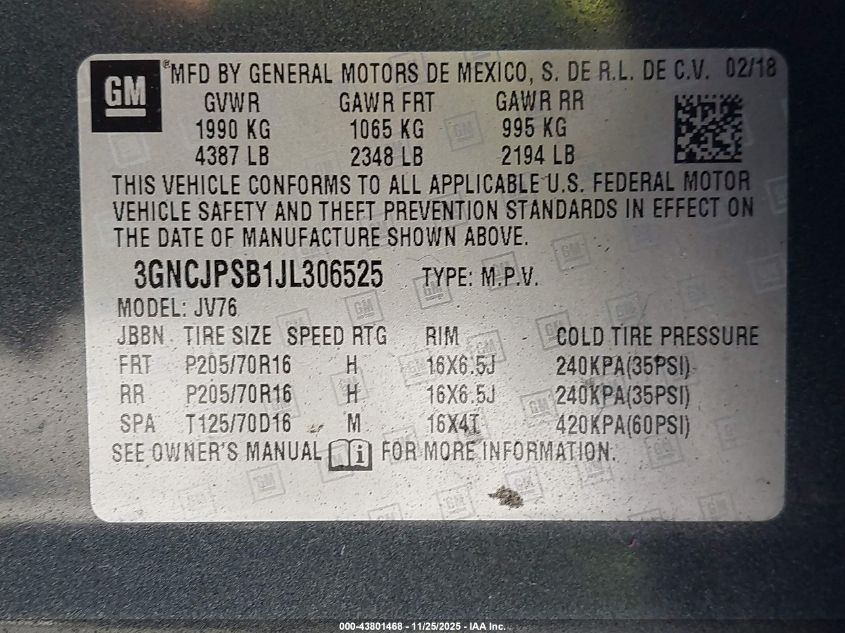 GM ®MFD BY GENERAL MOTORS DE MEXICO, S. DE R.L. DE C.V. 02/18
GVWR GAWR FRT GAWR RR
1990 KG 1065 KG 995 KG
4387 LB 2348 LB 2194 LB
THIS VEHICLE CONFORMS TO ALL APPLICABLE U.S. FEDERAL MOTOR
VEHICLE SAFETY AND THEFT PREVENTION STANDARDS IN EFFECT ON
THE DATE OF MANUFACTURE SHOWN ABOVE.
3GNCJPSB1JL306525 TYPE: M.P.V.
MODEL: JV76
JBBN TIRE SIZE SPEED RTG RIM COLD TIRE PRESSURE
FRT P205/70R16 H 16X6.5J 240KPA(35PSI)
RR P205/70R16 H 16X6.5J 240KPA(35PSI)
SPA T125/70D16 M 16X4T 420KPA(60PSI)
SEE OWNER'S MANUAL i FOR MORE INFORMATION.
000-43801468 - 11/25/2025 - IAA Inc.